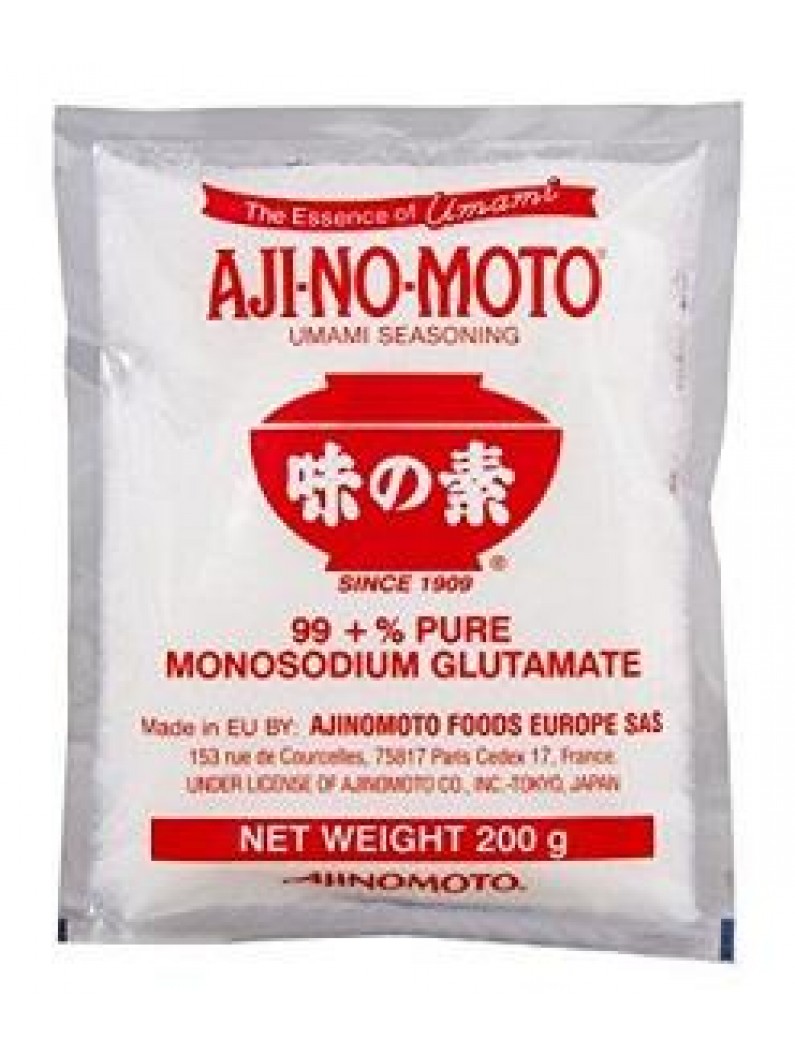 The Essence of Umami
AJI-NO-MOTO®
UMAMI SEASONING
味の素
®
SINCE 1909
99 + % PURE
MONOSODIUM GLUTAMATE
Made in EU BY: AJINOMOTO FOODS EUROPE SAS
153 rue de Courcelles, 75817 Paris Cedex 17, France.
UNDER LICENSE OF AJINOMOTO CO., INC.-TOKYO, JAPAN
NET WEIGHT 200 g
AJINOMOTO.